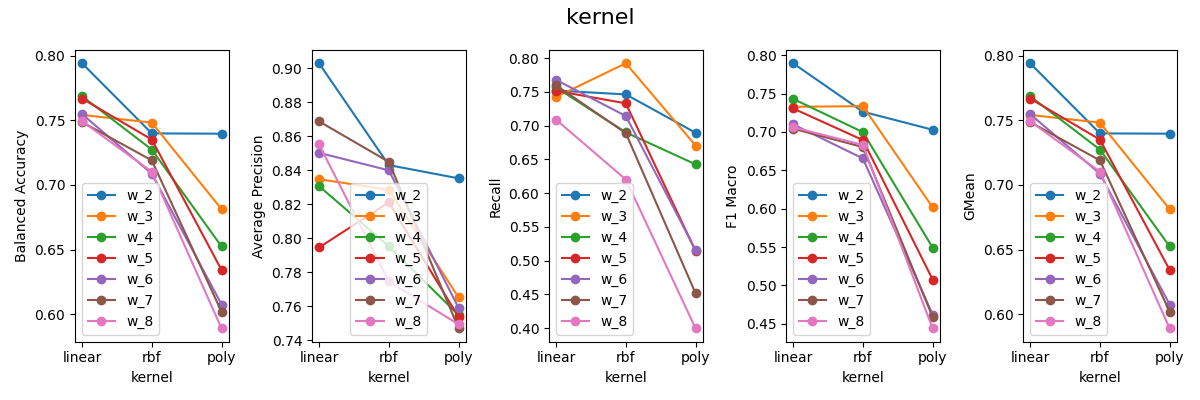 kernel
Balanced Accuracy
0.80
0.75
0.70
0.65
0.60
w_2
w_3
w_4
w_5
w_6
w_7
w_8
linear rbf poly
kernel
Average Precision
0.90
0.88
0.86
0.84
0.82
0.80
0.78
0.76
0.74
w_2
w_3
w_4
w_5
w_6
w_7
w_8
linear rbf poly
kernel
Recall
0.80
0.75
0.70
0.65
0.60
0.55
0.50
0.45
0.40
w_2
w_3
w_4
w_5
w_6
w_7
w_8
linear rbf poly
kernel
F1 Macro
0.80
0.75
0.70
0.65
0.60
0.55
0.50
0.45
w_2
w_3
w_4
w_5
w_6
w_7
w_8
linear rbf poly
kernel
GMean
0.80
0.75
0.70
0.65
0.60
w_2
w_3
w_4
w_5
w_6
w_7
w_8
linear rbf poly
kernel